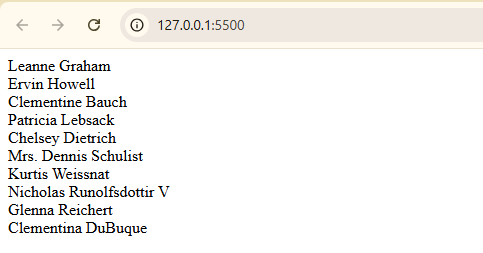 127.0.0.1:5500
Leanne Graham
Ervin Howell
Clementine Bauch
Patricia Lebsack
Chelsey Dietrich
Mrs. Dennis Schulist
Kurtis Weissnat
Nicholas Runolfsdottir V
Glenna Reichert
Clementina DuBuque